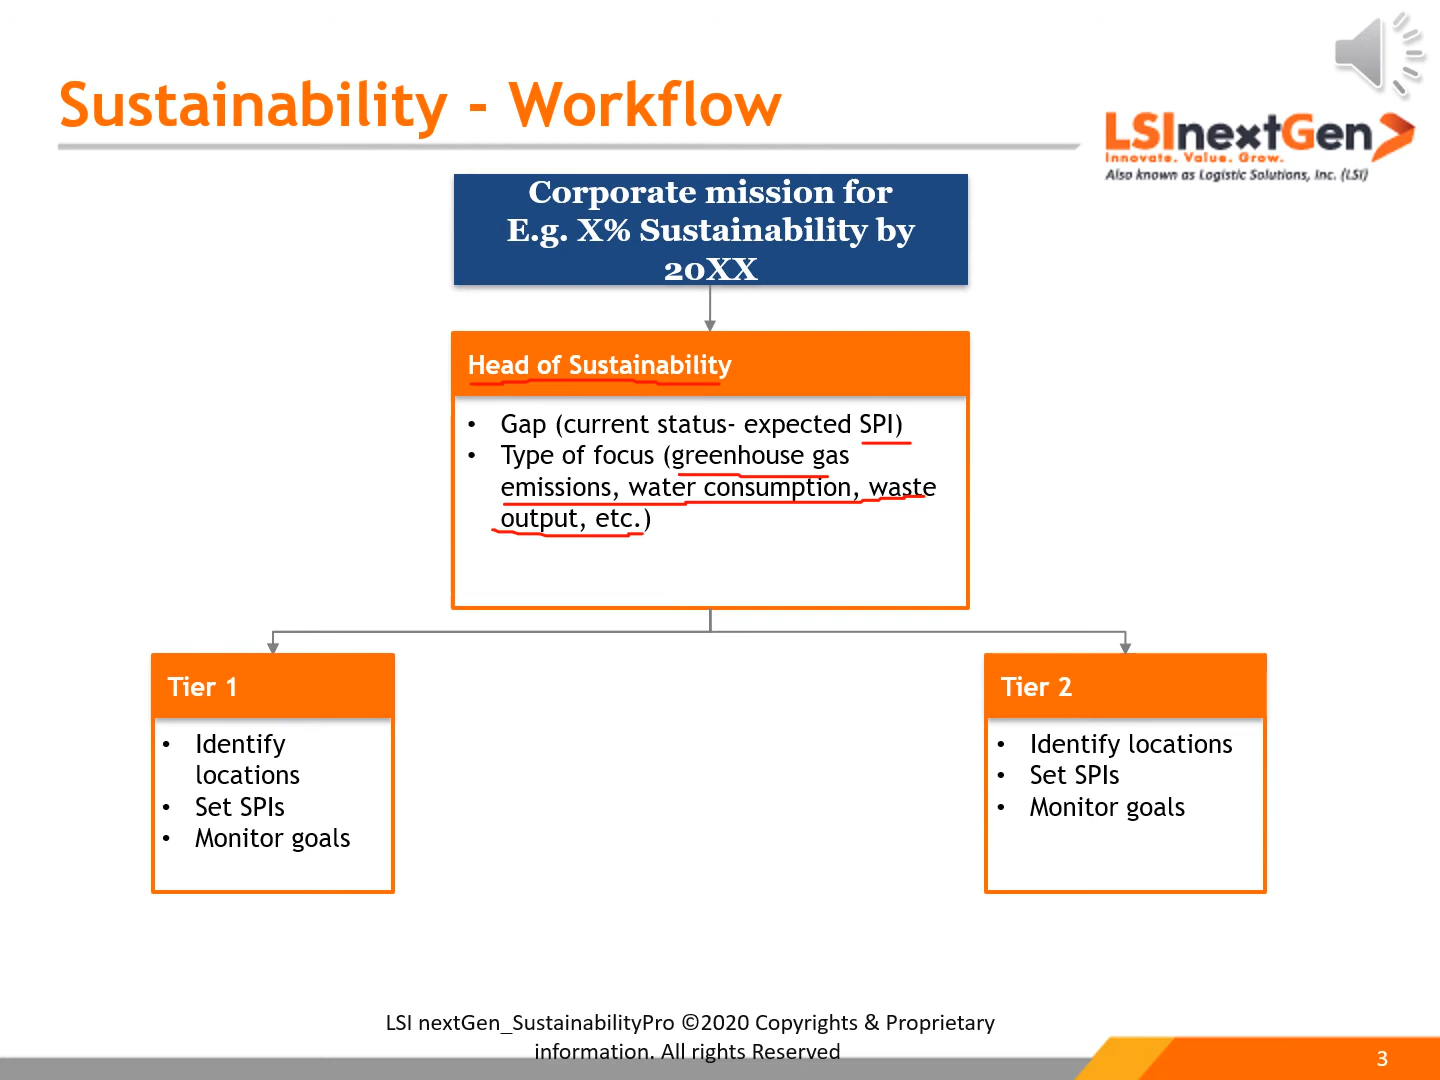 Sustainability - Workflow
LSInextGen
Innovate. Value. Grow.
Also known as Logistic Solutions, Inc. (LSI)
Corporate mission for
E.g. X% Sustainability by
20XX
Head of Sustainability
• Gap (current status- expected SPI)
• Type of focus (greenhouse gas
emissions, water consumption, waste
output, etc.)
Tier 1
• Identify
locations
• Set SPIs
• Monitor goals
Tier 2
• Identify locations
• Set SPIs
• Monitor goals
LSI nextGen_SustainabilityPro ©2020 Copyrights & Proprietary
information. All rights Reserved
3